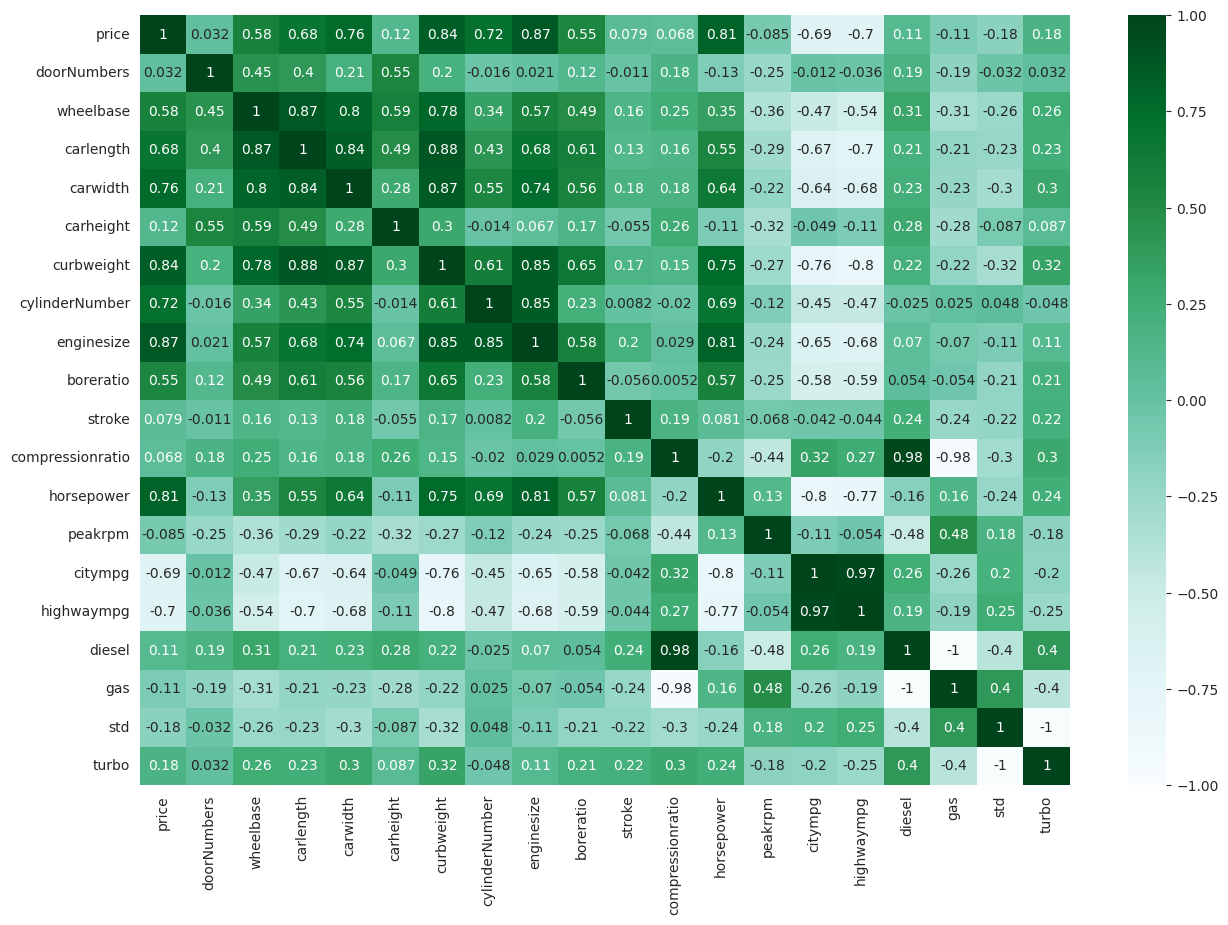 price 1 0.032 0.58 0.68 0.76 0.12 0.84 0.72 0.87 0.55 0.079 0.068 0.81 -0.085 -0.69 -0.7 0.11 -0.11 -0.18 0.18 1.00
doorNumbers 0.032 1 0.45 0.4 0.21 0.55 0.2 -0.016 0.021 0.12 -0.011 0.18 -0.13 -0.25 -0.012 -0.036 0.19 -0.19 -0.032 0.032
wheelbase 0.58 0.45 1 0.87 0.8 0.59 0.78 0.34 0.57 0.49 0.16 0.25 0.35 -0.36 -0.47 -0.54 0.31 -0.31 -0.26 0.26 0.75
carlength 0.68 0.4 0.87 1 0.84 0.49 0.88 0.43 0.68 0.61 0.13 0.16 0.55 -0.29 -0.67 -0.7 0.21 -0.21 -0.23 0.23
carwidth 0.76 0.21 0.8 0.84 1 0.28 0.87 0.55 0.74 0.56 0.18 0.18 0.64 -0.22 -0.64 -0.68 0.23 -0.23 -0.3 0.3
carheight 0.12 0.55 0.59 0.49 0.28 1 0.3 -0.014 0.067 0.17 -0.055 0.26 -0.11 -0.32 -0.049 -0.11 0.28 -0.28 -0.087 0.087 0.50
curbweight 0.84 0.2 0.78 0.88 0.87 0.3 1 0.61 0.85 0.65 0.17 0.15 0.75 -0.27 -0.76 -0.8 0.22 -0.22 -0.32 0.32
cylinderNumber 0.72 -0.016 0.34 0.43 0.55 -0.014 0.61 1 0.85 0.23 0.0082 -0.02 0.69 -0.12 -0.45 -0.47 -0.025 0.025 0.048 -0.048 0.25
enginesize 0.87 0.021 0.57 0.68 0.74 0.067 0.85 0.85 1 0.58 0.2 0.029 0.81 -0.24 -0.65 -0.68 0.07 -0.07 -0.11 0.11
boreratio 0.55 0.12 0.49 0.61 0.56 0.17 0.65 0.23 0.58 1 -0.056 0.0052 0.57 -0.25 -0.58 -0.59 0.054 -0.054 -0.21 0.21 0.00
stroke 0.079 -0.011 0.16 0.13 0.18 -0.055 0.17 0.0082 0.2 -0.056 1 0.19 0.081 -0.068 -0.042 -0.044 0.24 -0.24 -0.22 0.22
compressionratio 0.068 0.18 0.25 0.16 0.18 0.26 0.15 -0.02 0.029 0.0052 0.19 1 -0.2 -0.44 0.32 0.27 0.98 -0.98 -0.3 0.3
horsepower 0.81 -0.13 0.35 0.55 0.64 -0.11 0.75 0.69 0.81 0.57 0.081 -0.2 1 0.13 -0.8 -0.77 -0.16 0.16 -0.24 0.24 −0.25
peakrpm -0.085 -0.25 -0.36 -0.29 -0.22 -0.32 -0.27 -0.12 -0.24 -0.25 -0.068 -0.44 0.13 1 -0.11 -0.054 -0.48 0.48 0.18 -0.18
citympg -0.69 -0.012 -0.47 -0.67 -0.64 -0.049 -0.76 -0.45 -0.65 -0.58 -0.042 0.32 -0.8 -0.11 1 0.97 0.26 -0.26 0.2 -0.2
highwaympg -0.7 -0.036 -0.54 -0.7 -0.68 -0.11 -0.8 -0.47 -0.68 -0.59 -0.044 0.27 -0.77 -0.054 0.97 1 0.19 -0.19 0.25 -0.25 −0.50
diesel 0.11 0.19 0.31 0.21 0.23 0.28 0.22 -0.025 0.07 0.054 0.24 0.98 -0.16 -0.48 0.26 0.19 1 -1 -0.4 0.4
gas -0.11 -0.19 -0.31 -0.21 -0.23 -0.28 -0.22 0.025 -0.07 -0.054 -0.24 -0.98 0.16 0.48 -0.26 -0.19 -1 1 0.4 -0.4 −0.75
std -0.18 -0.032 -0.26 -0.23 -0.3 -0.087 -0.32 0.048 -0.11 -0.21 -0.22 -0.3 -0.24 0.18 0.2 0.25 -0.4 0.4 1 -1
turbo 0.18 0.032 0.26 0.23 0.3 0.087 0.32 -0.048 0.11 0.21 0.22 0.3 0.24 -0.18 -0.2 -0.25 0.4 -0.4 -1 1 −1.00
price doorNumbers wheelbase carlength carwidth carheight curbweight cylinderNumber enginesize boreratio stroke compressionratio horsepower peakrpm citympg highwaympg diesel gas std turbo